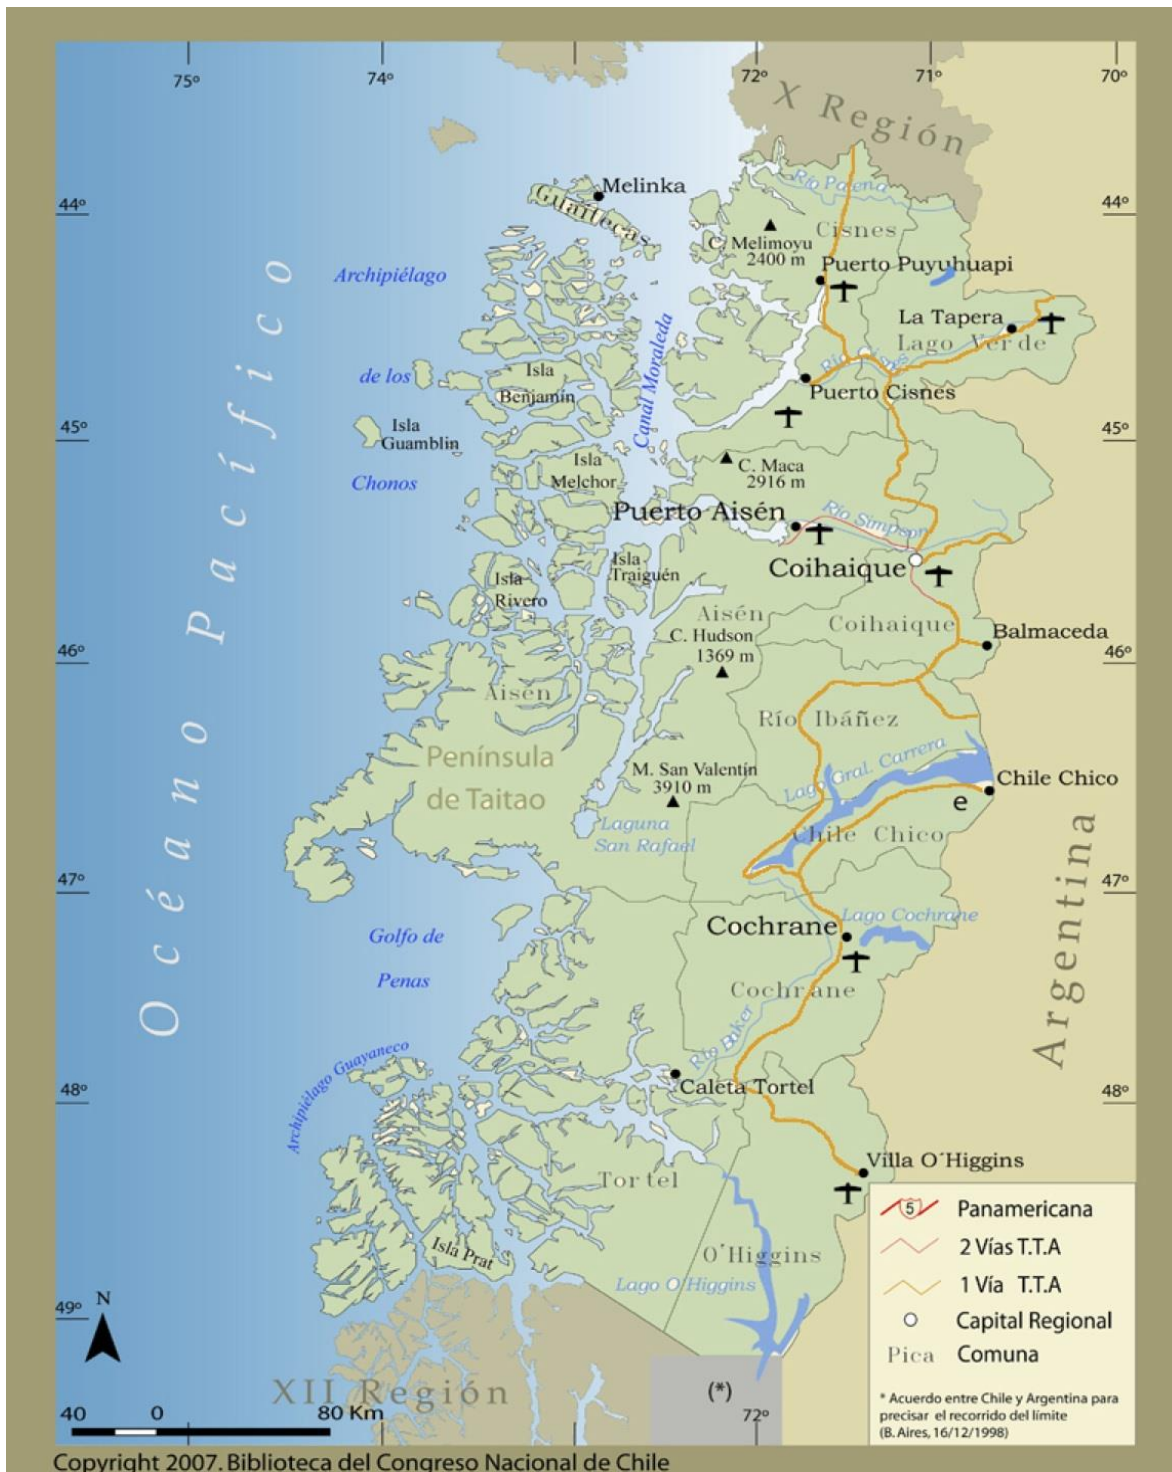 75º
74º
72º
71º
70º
X Región
Río Palena
Melinka
Guaitecas
44º
44º
Cisnes
C. Melimoyu
2400 m
Puerto Puyuhuapi
Archipiélago
La Tapera
Lago Verde
Río Cisnes
Canal Moraleda
de los
Isla
Benjamín
Puerto Cisnes
Isla
Guamblin
45º
45º
Isla
Melchor
C. Maca
2916 m
Chonos
Puerto Aisén
Río Simpson
Isla
Traiguén
Coihaique
Isla
Rivero
Aisén
Coihaique
C. Hudson
1369 m
Balmaceda
46º
46º
Aisén
Río Ibáñez
Océano Pacífico
Península
de Taitao
Lago Gral. Carrera
M. San Valentín
3910 m
Chile Chico
e
Laguna
San Rafael
Chile Chico
Argentina
47º
47º
Lago Cochrane
Cochrane
Golfo de
Penas
Cochrane
Río Baker
Archipiélago Guayaneco
48º
48º
Caleta Tortel
Villa O´Higgins
Tortel
Isla Prat
O´Higgins
Lago O´Higgins
49º
N
XII Región
(*)
72º
40 0 80 Km
5 Panamericana
2 Vías T.T.A
1 Vía T.T.A
Capital Regional
Pica Comuna
* Acuerdo entre Chile y Argentina para
precisar el recorrido del límite
(B. Aires, 16/12/1998)
Copyright 2007. Biblioteca del Congreso Nacional de Chile